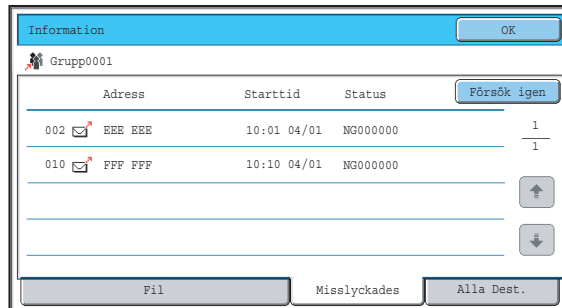 Information OK
Grupp0001
Adress Starttid Status Försök igen
002 EEE EEE 10:01 04/01 NG000000
010 FFF FFF 10:10 04/01 NG000000
1
1
Fil Misslyckades Alla Dest.